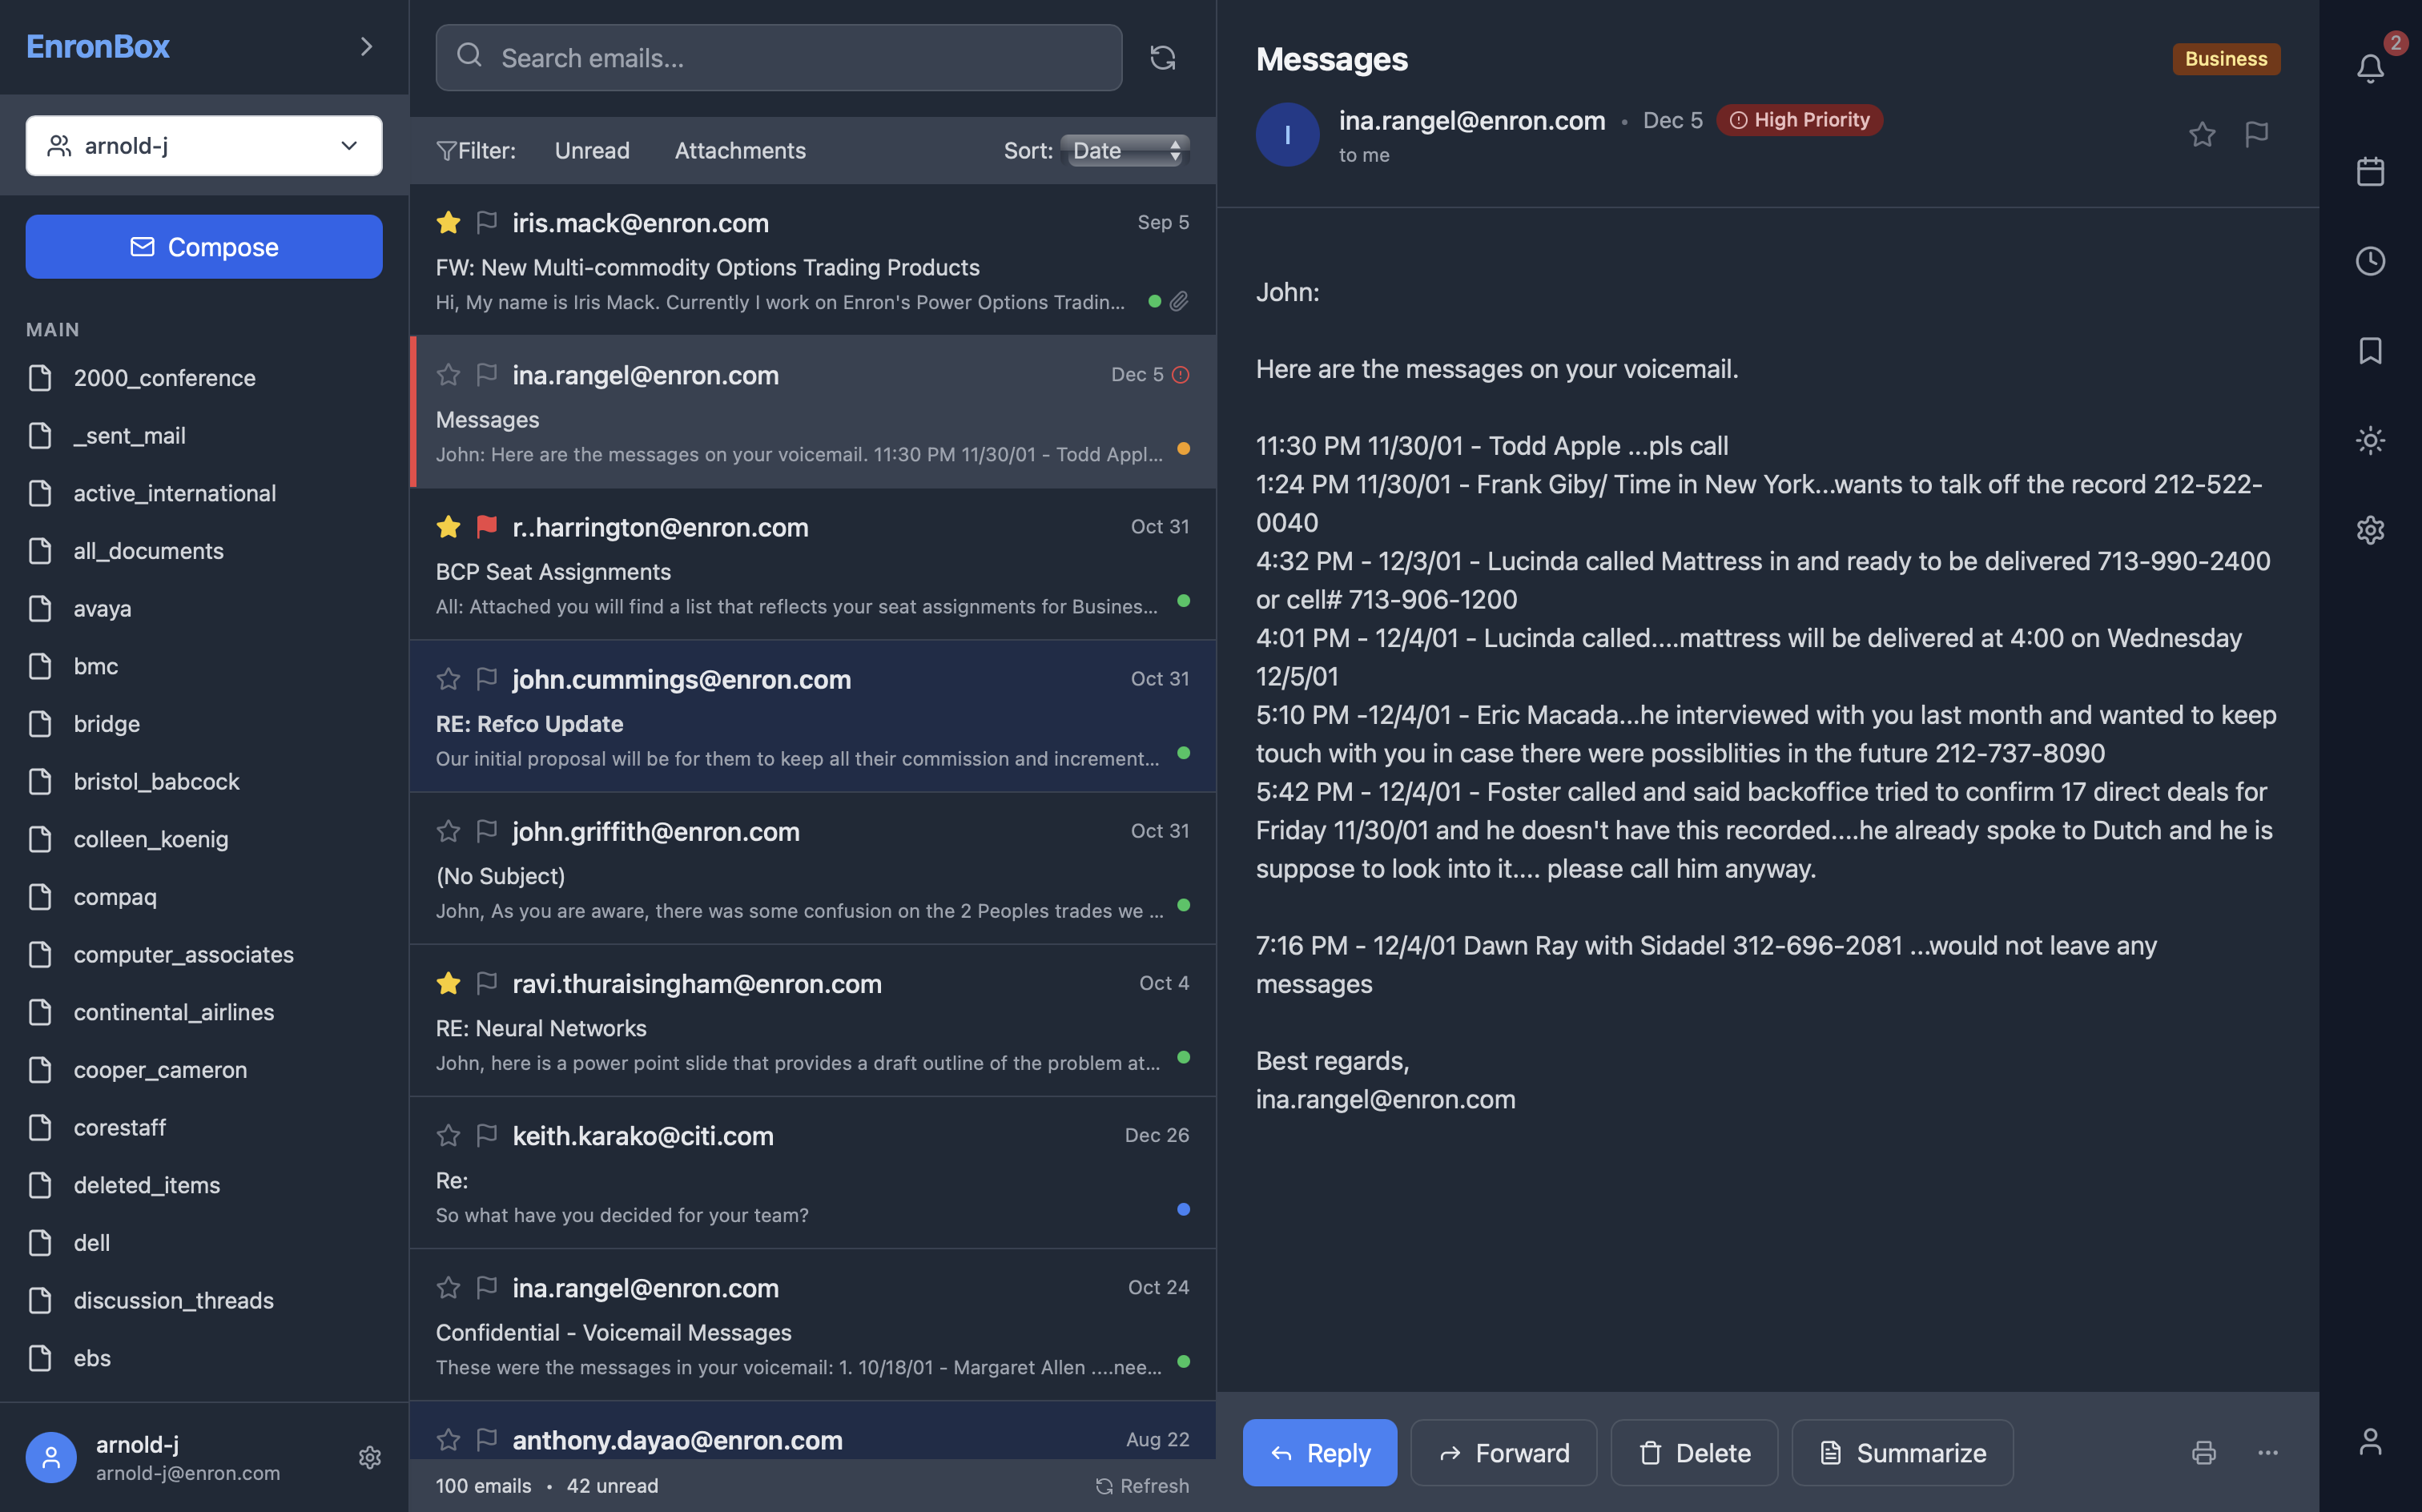 EnronBox
arnold-j
Compose
MAIN
2000_conference
_sent_mail
active_international
all_documents
avaya
bmc
bridge
bristol_babcock
colleen_koenig
compaq
computer_associates
continental_airlines
cooper_cameron
corestaff
deleted_items
dell
discussion_threads
ebs
arnold-j
arnold-j@enron.com
Search emails...
Filter: Unread Attachments Sort: Date
iris.mack@enron.com Sep 5
FW: New Multi-commodity Options Trading Products
Hi, My name is Iris Mack. Currently I work on Enron's Power Options Tradin...
ina.rangel@enron.com Dec 5
Messages
John: Here are the messages on your voicemail. 11:30 PM 11/30/01 - Todd Appl...
r..harrington@enron.com Oct 31
BCP Seat Assignments
All: Attached you will find a list that reflects your seat assignments for Busines...
john.cummings@enron.com Oct 31
RE: Refco Update
Our initial proposal will be for them to keep all their commission and increment...
john.griffith@enron.com Oct 31
(No Subject)
John, As you are aware, there was some confusion on the 2 Peoples trades we ...
ravi.thuraisingham@enron.com Oct 4
RE: Neural Networks
John, here is a power point slide that provides a draft outline of the problem at...
keith.karako@citi.com Dec 26
Re:
So what have you decided for your team?
ina.rangel@enron.com Oct 24
Confidential - Voicemail Messages
These were the messages in your voicemail: 1. 10/18/01 - Margaret Allen ....nee...
anthony.dayao@enron.com Aug 22
100 emails • 42 unread Refresh
Messages Business
I
ina.rangel@enron.com • Dec 5 High Priority
to me
John:
Here are the messages on your voicemail.
11:30 PM 11/30/01 - Todd Apple ...pls call
1:24 PM 11/30/01 - Frank Giby/ Time in New York...wants to talk off the record 212-522-
0040
4:32 PM - 12/3/01 - Lucinda called Mattress in and ready to be delivered 713-990-2400
or cell# 713-906-1200
4:01 PM - 12/4/01 - Lucinda called....mattress will be delivered at 4:00 on Wednesday
12/5/01
5:10 PM -12/4/01 - Eric Macada...he interviewed with you last month and wanted to keep
touch with you in case there were possiblities in the future 212-737-8090
5:42 PM - 12/4/01 - Foster called and said backoffice tried to confirm 17 direct deals for
Friday 11/30/01 and he doesn't have this recorded....he already spoke to Dutch and he is
suppose to look into it.... please call him anyway.
7:16 PM - 12/4/01 Dawn Ray with Sidadel 312-696-2081 ...would not leave any
messages
Best regards,
ina.rangel@enron.com
Reply Forward Delete Summarize
2